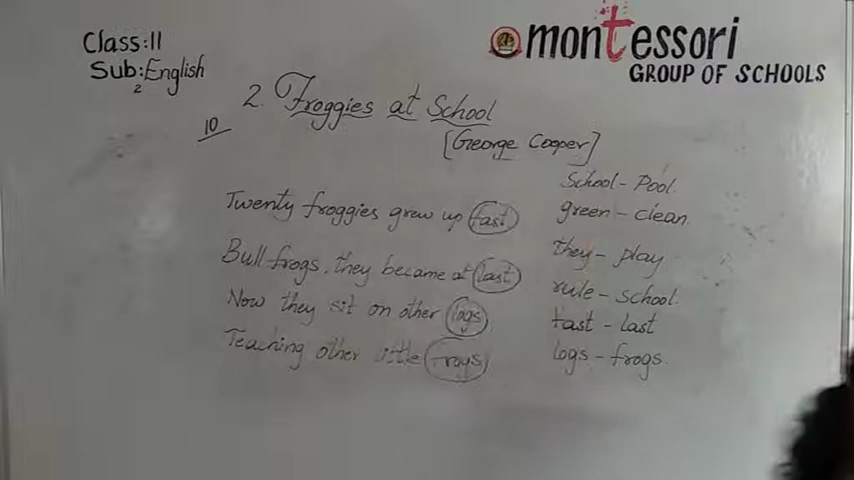 Class:II
Sub:English
2
montessori
GROUP OF SCHOOLS
2. Froggies at School
10
[George Cooper]
Twenty froggies grew up fast
Bull frogs, they became at last
Now they sit on other logs
Teaching other little frogs
School - Pool.
green - clean.
they - play
rule - school.
fast - last
logs - frogs.